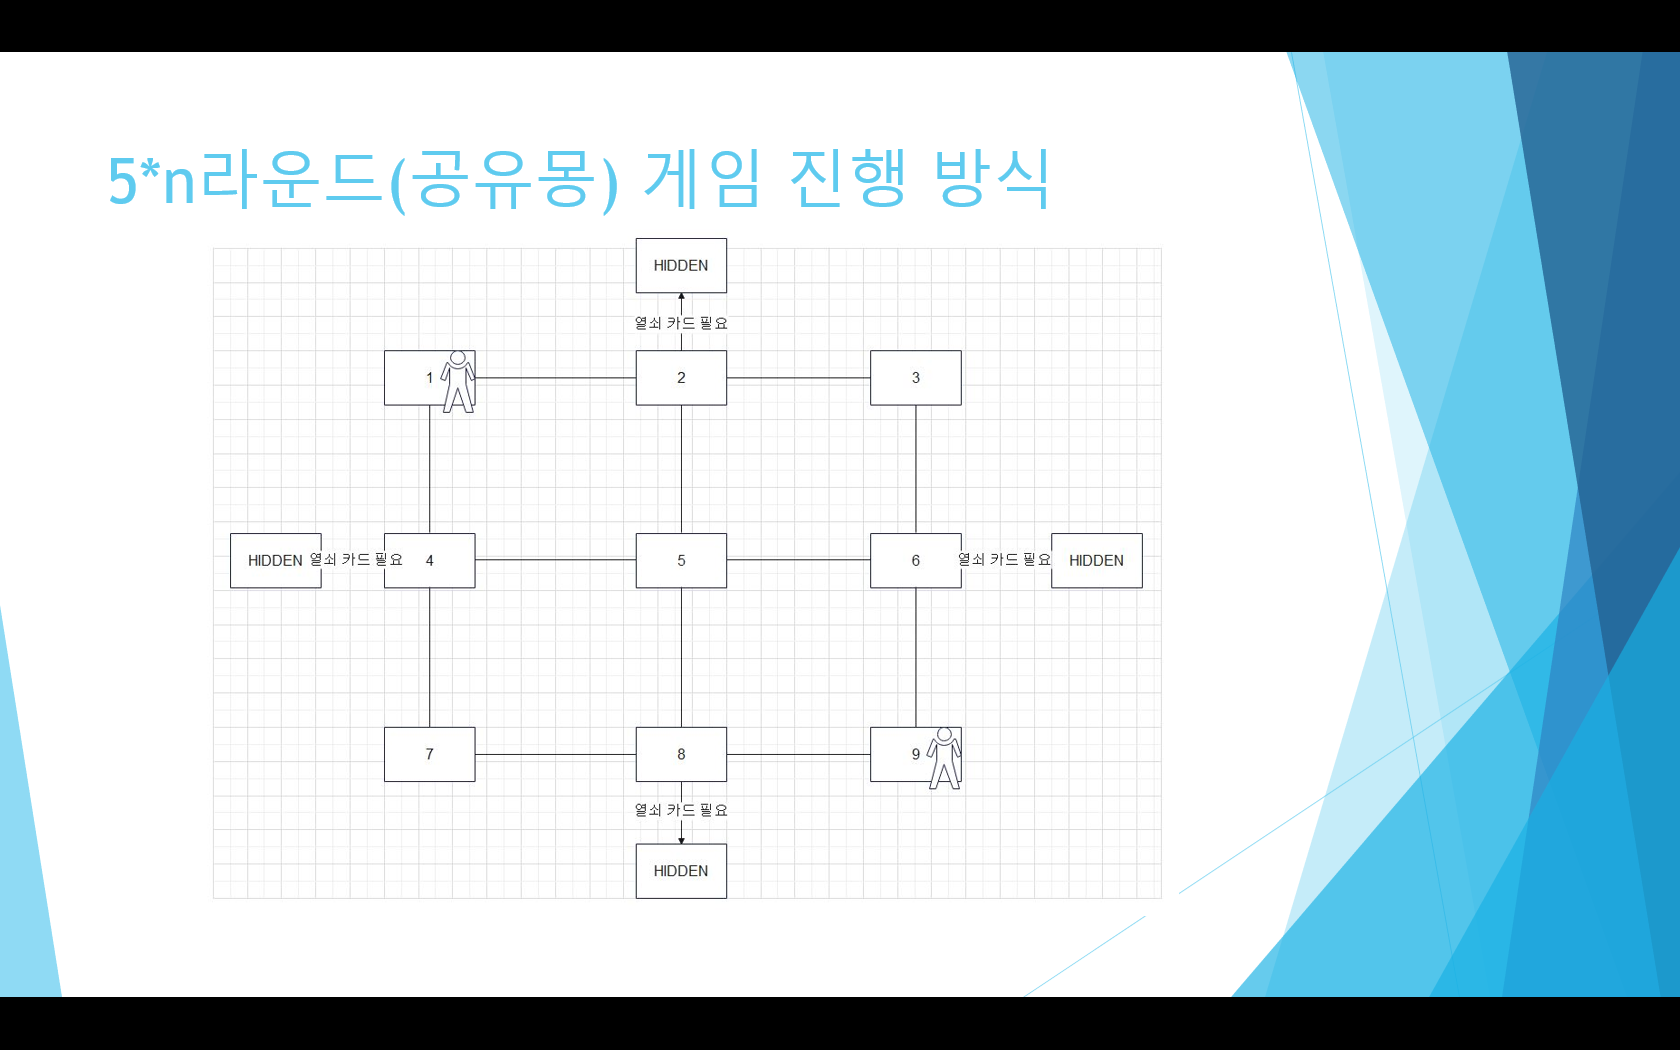 5*n라운드(공유몽) 게임 진행 방식
HIDDEN
열쇠 카드 필요
1
2
3
HIDDEN
열쇠 카드 필요
4
5
6
열쇠 카드 필요
HIDDEN
7
8
9
열쇠 카드 필요
HIDDEN